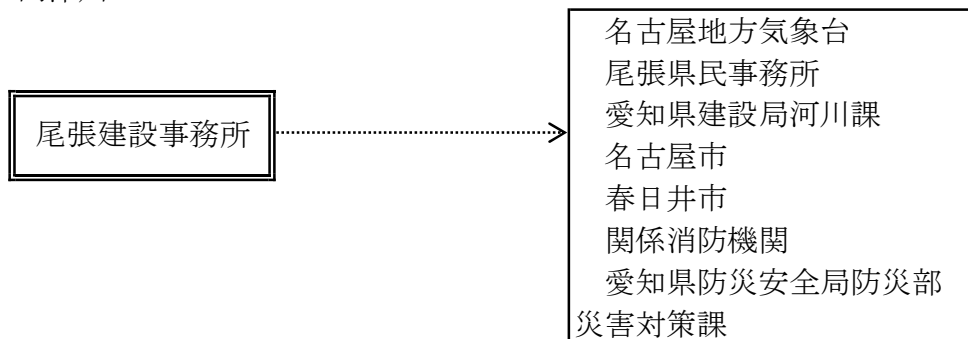 尾張建設事務所
名古屋地方気象台
尾張県民事務所
愛知県建設局河川課
名古屋市
春日井市
関係消防機関
愛知県防災安全局防災部
災害対策課